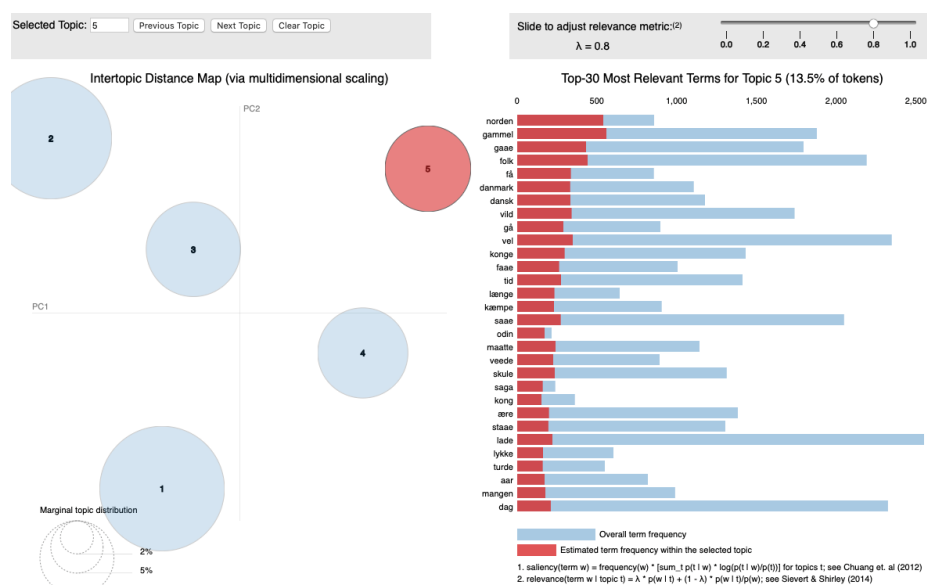 Selected Topic: 5 Previous Topic Next Topic Clear Topic
Slide to adjust relevance metric:(2)
λ = 0.8
0.0 0.2 0.4 0.6 0.8 1.0
Intertopic Distance Map (via multidimensional scaling)
PC2
PC1
2
5
3
4
1
Marginal topic distribution
2%
5%
Top-30 Most Relevant Terms for Topic 5 (13.5% of tokens)
0 500 1,000 1,500 2,000 2,500
norden
gammel
gaae
folk
få
danmark
dansk
vild
gå
vel
konge
faae
tid
længe
kæmpe
saae
odin
maatte
veede
skule
saga
kong
ære
staae
lade
lykke
turde
aar
mangen
dag
Overall term frequency
Estimated term frequency within the selected topic
1. saliency(term w) = frequency(w) * [sum_t p(t | w) * log(p(t | w)/p(t))] for topics t; see Chuang et. al (2012)
2. relevance(term w | topic t) = λ * p(w | t) + (1 - λ) * p(w | t)/p(w); see Sievert & Shirley (2014)